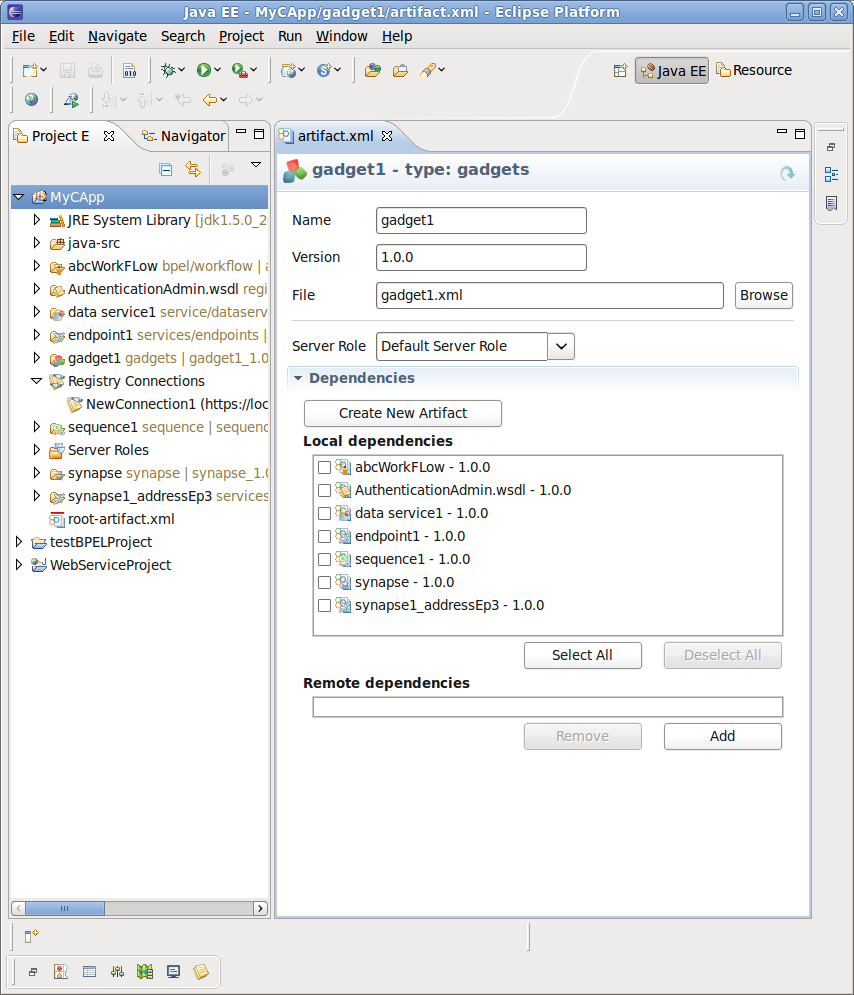 Java EE - MyCApp/gadget1/artifact.xml - Eclipse Platform
File Edit Navigate Search Project Run Window Help
Java EE Resource
Project E Navigator
MyCApp
JRE System Library [jdk1.5.0_2
java-src
abcWorkFLow bpel/workflow |
AuthenticationAdmin.wsdl regi
data service1 service/dataserv
endpoint1 services/endpoints |
gadget1 gadgets | gadget1_1.0
Registry Connections
NewConnection1 (https://loc
sequence1 sequence | sequenc
Server Roles
synapse synapse | synapse_1.0
synapse1_addressEp3 services
root-artifact.xml
testBPELProject
WebServiceProject
artifact.xml
gadget1 - type: gadgets
Name gadget1
Version 1.0.0
File gadget1.xml Browse
Server Role Default Server Role
Dependencies
Create New Artifact
Local dependencies
abcWorkFLow - 1.0.0
AuthenticationAdmin.wsdl - 1.0.0
data service1 - 1.0.0
endpoint1 - 1.0.0
sequence1 - 1.0.0
synapse - 1.0.0
synapse1_addressEp3 - 1.0.0
Select All Deselect All
Remote dependencies
Remove Add